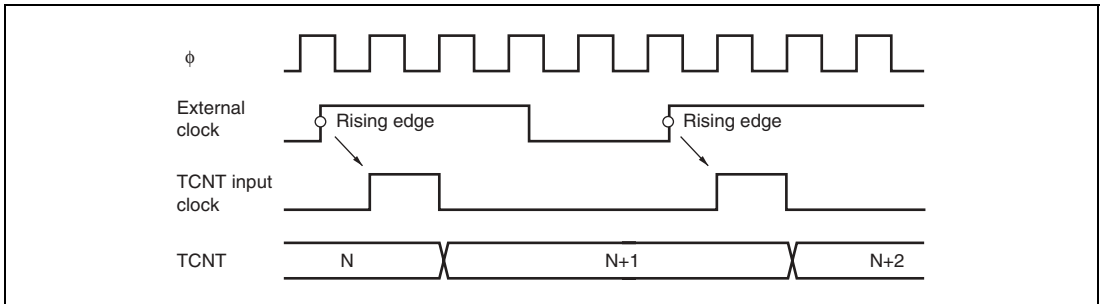 ϕ
External
clock
Rising edge
Rising edge
TCNT input
clock
TCNT
N
N+1
N+2